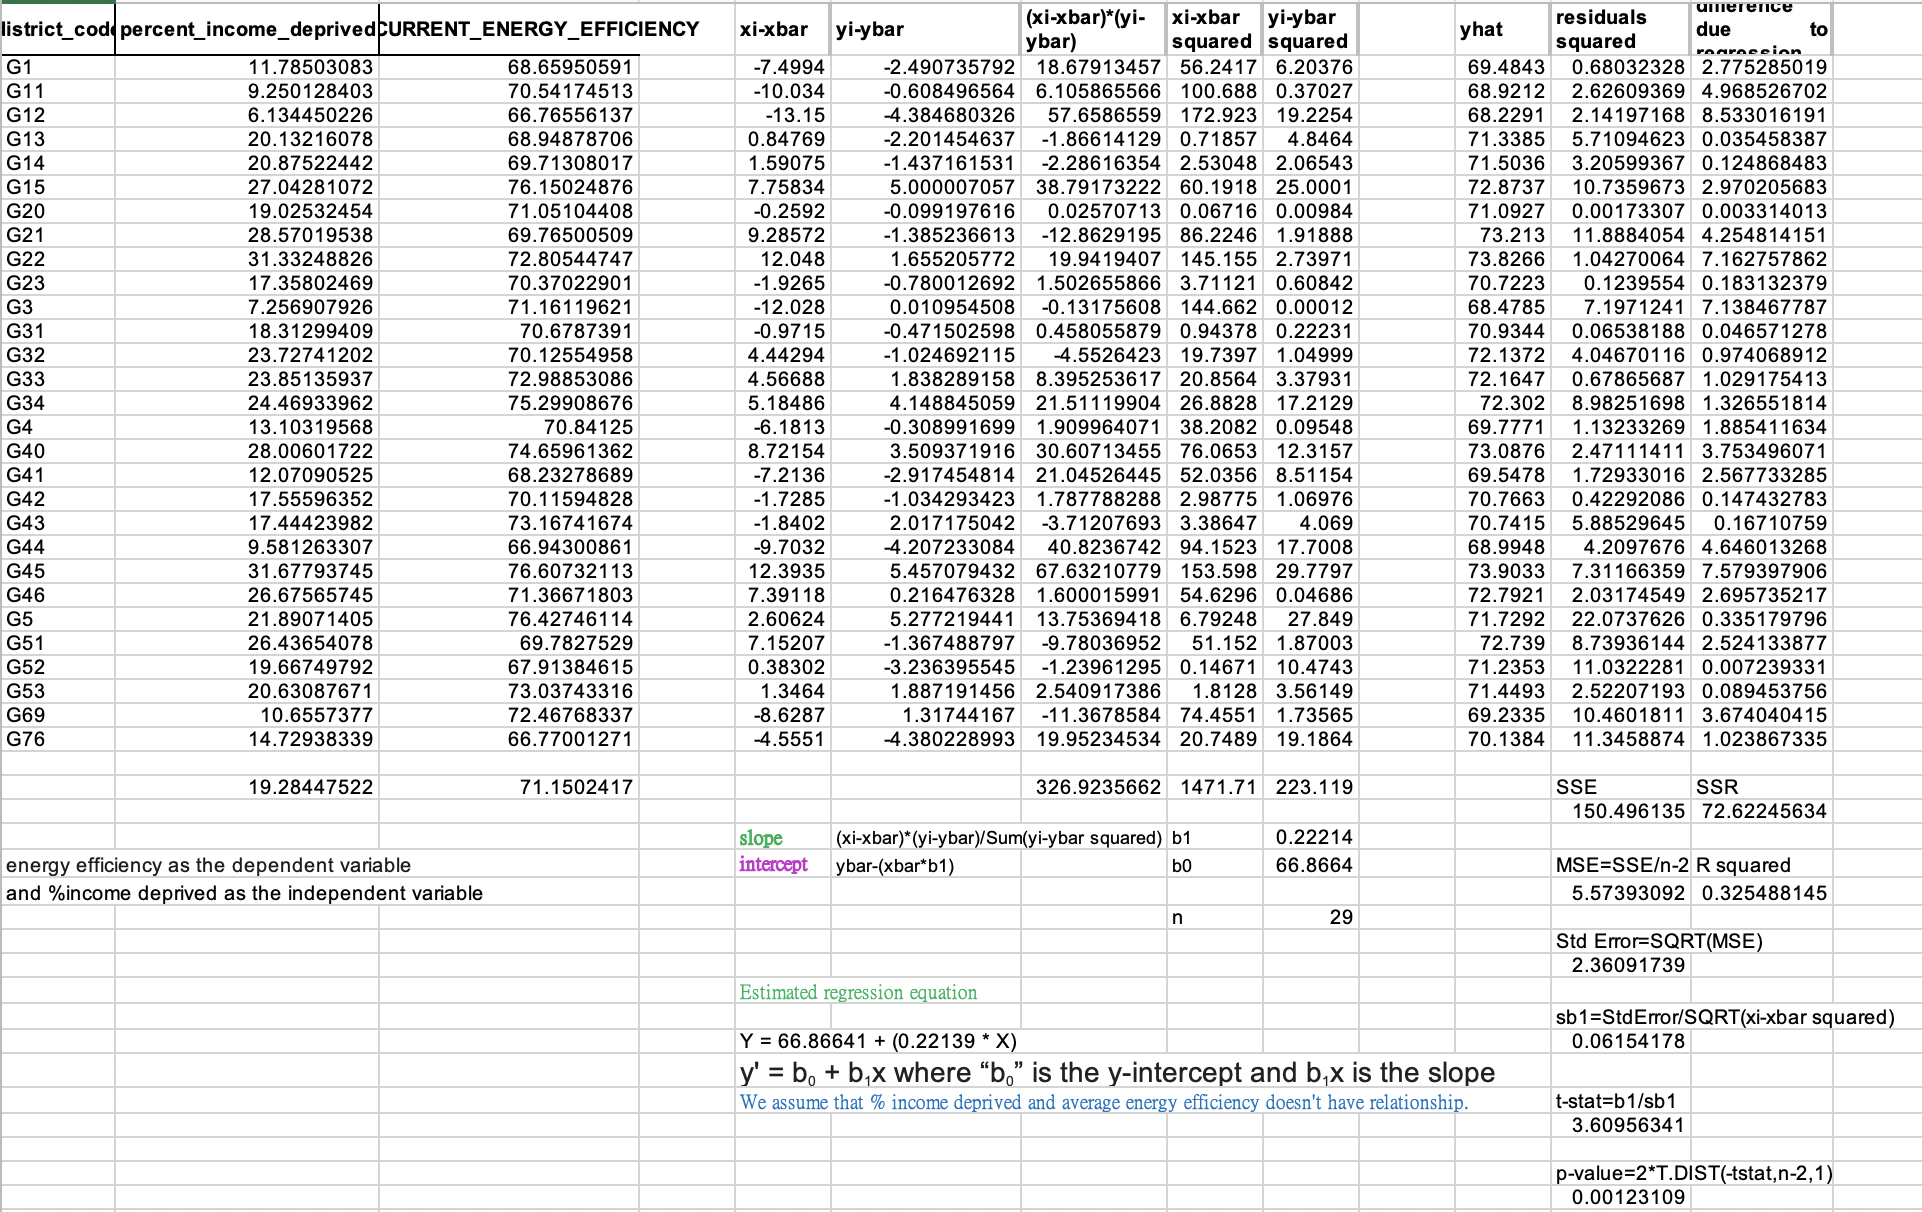 district_code percent_income_deprived CURRENT_ENERGY_EFFICIENCY xi-xbar yi-ybar (xi-xbar)*(yi-ybar) xi-xbar squared yi-ybar squared yhat residuals squared difference due to regression
G1 11.78503083 68.65950591 -7.4994 -2.490735792 18.67913457 56.2417 6.20376 69.4843 0.68032328 2.775285019
G11 9.250128403 70.54174513 -10.034 -0.608496564 6.105865566 100.688 0.37027 68.9212 2.62609369 4.968526702
G12 6.134450226 66.76556137 -13.15 -4.384680326 57.6586559 172.923 19.2254 68.2291 2.14197168 8.533016191
G13 20.13216078 68.94878706 0.84769 -2.201454637 -1.86614129 0.71857 4.8464 71.3385 5.71094623 0.035458387
G14 20.87522442 69.71308017 1.59075 -1.437161531 -2.28616354 2.53048 2.06543 71.5036 3.20599367 0.124868483
G15 27.04281072 76.15024876 7.75834 5.000007057 38.79173222 60.1918 25.0001 72.8737 10.7359673 2.970205683
G20 19.02532454 71.05104408 -0.2592 -0.099197616 0.02570713 0.06716 0.00984 71.0927 0.00173307 0.003314013
G21 28.57019538 69.76500509 9.28572 -1.385236613 -12.8629195 86.2246 1.91888 73.213 11.8884054 4.254814151
G22 31.33248826 72.80544747 12.048 1.655205772 19.9419407 145.155 2.73971 73.8266 1.04270064 7.162757862
G23 17.35802469 70.37022901 -1.9265 -0.780012692 1.502655866 3.71121 0.60842 70.7223 0.1239554 0.183132379
G3 7.256907926 71.16119621 -12.028 0.010954508 -0.13175608 144.662 0.00012 68.4785 7.1971241 7.138467787
G31 18.31299409 70.6787391 -0.9715 -0.471502598 0.458055879 0.94378 0.22231 70.9344 0.06538188 0.046571278
G32 23.72741202 70.12554958 4.44294 -1.024692115 -4.5526423 19.7397 1.04999 72.1372 4.04670116 0.974068912
G33 23.85135937 72.98853086 4.56688 1.838289158 8.395253617 20.8564 3.37931 72.1647 0.67865687 1.029175413
G34 24.46933962 75.29908676 5.18486 4.148845059 21.51119904 26.8828 17.2129 72.302 8.98251698 1.326551814
G4 13.10319568 70.84125 -6.1813 -0.308991699 1.909964071 38.2082 0.09548 69.7771 1.13233269 1.885411634
G40 28.00601722 74.65961362 8.72154 3.509371916 30.60713455 76.0653 12.3157 73.0876 2.47111411 3.753496071
G41 12.07090525 68.23278689 -7.2136 -2.917454814 21.04526445 52.0356 8.51154 69.5478 1.72933016 2.567733285
G42 17.55596352 70.11594828 -1.7285 -1.034293423 1.787788288 2.98775 1.06976 70.7663 0.42292086 0.147432783
G43 17.44423982 73.16741674 -1.8402 2.017175042 -3.71207693 3.38647 4.069 70.7415 5.88529645 0.16710759
G44 9.581263307 66.94300861 -9.7032 -4.207233084 40.8236742 94.1523 17.7008 68.9948 4.2097676 4.646013268
G45 31.67793745 76.60732113 12.3935 5.457079432 67.63210779 153.598 29.7797 73.9033 7.31166359 7.579397906
G46 26.67565745 71.36671803 7.39118 0.216476328 1.600015991 54.6296 0.04686 72.7921 2.03174549 2.695735217
G5 21.89071405 76.42746114 2.60624 5.277219441 13.75369418 6.79248 27.849 71.7292 22.0737626 0.335179796
G51 26.43654078 69.7827529 7.15207 -1.367488797 -9.78036952 51.152 1.87003 72.739 8.73936144 2.524133877
G52 19.66749792 67.91384615 0.38302 -3.236395545 -1.23961295 0.14671 10.4743 71.2353 11.0322281 0.007239331
G53 20.63087671 73.03743316 1.3464 1.887191456 2.540917386 1.8128 3.56149 71.4493 2.52207193 0.089453756
G69 10.6557377 72.46768337 -8.6287 1.31744167 -11.3678584 74.4551 1.73565 69.2335 10.4601811 3.674040415
G76 14.72938339 66.77001271 -4.5551 -4.380228993 19.95234534 20.7489 19.1864 70.1384 11.3458874 1.023867335
19.28447522 71.1502417 326.9235662 1471.71 223.119 SSE SSR
150.496135 72.62245634
slope (xi-xbar)*(yi-ybar)/Sum(yi-ybar squared) b1 0.22214
energy efficiency as the dependent variable intercept ybar-(xbar*b1) b0 66.8664 MSE=SSE/n-2 R squared
and %income deprived as the independent variable 5.57393092 0.325488145
n 29
Std Error=SQRT(MSE)
2.36091739
Estimated regression equation
sb1=StdError/SQRT(xi-xbar squared)
Y = 66.86641 + (0.22139 * X) 0.06154178
y' = b₀ + b₁x where “b₀” is the y-intercept and b₁x is the slope
We assume that % income deprived and average energy efficiency doesn't have relationship. t-stat=b1/sb1
3.60956341
p-value=2*T.DIST(-tstat,n-2,1)
0.00123109